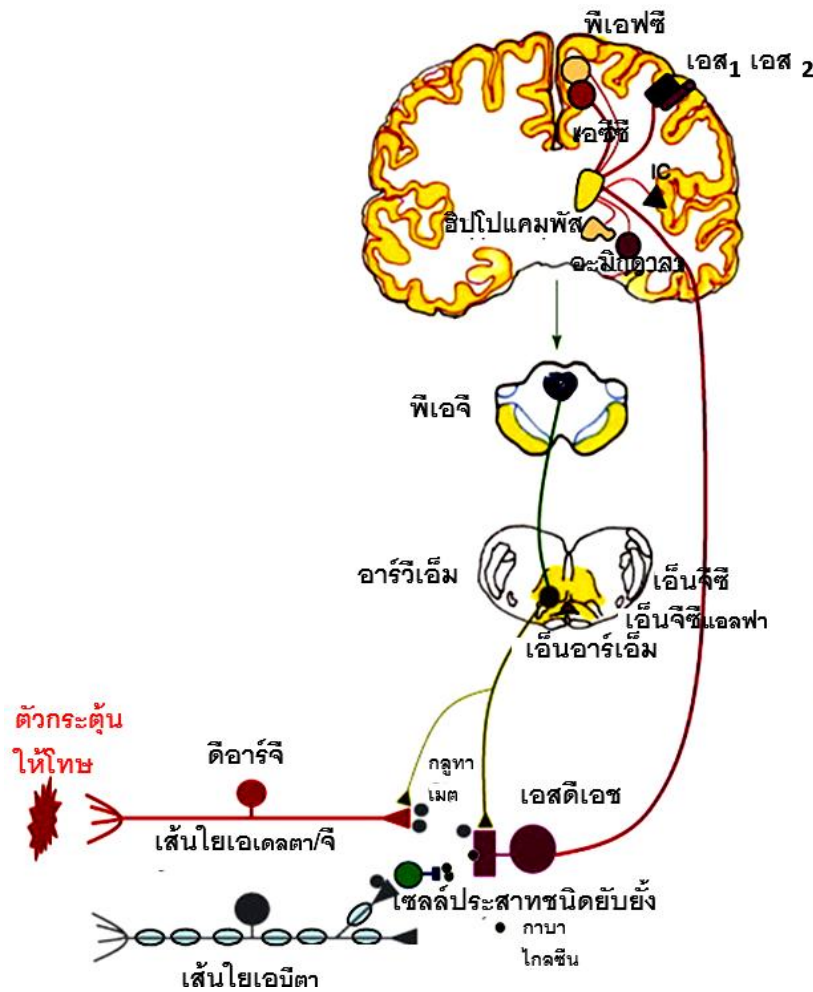 พีเอฟซี
เอส1 เอส 2
เอซีซี
IC
ฮิปโปแคมพัส
อะมิกดาลา
พีเอจี
อาร์วีเอ็ม
เอ็นจีซี
เอ็นจีซีแอลฟา
เอ็นอาร์เอ็ม
ตัวกระตุ้น
ให้โทษ
ดีอาร์จี
กลูทา
เมต
เอสดีเอช
เส้นใยเอเดลตา/จี
เซลล์ประสาทชนิดยับยั้ง
กาบา
ไกลซีน
เส้นใยเอบีตา